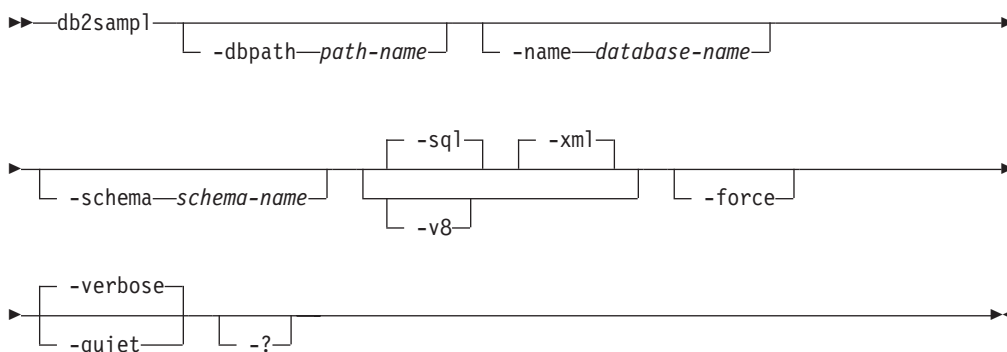 db2sampl
-dbpath path-name
-name database-name
-sql -xml
-schema schema-name
-force
-v8
-verbose
-quiet
-?